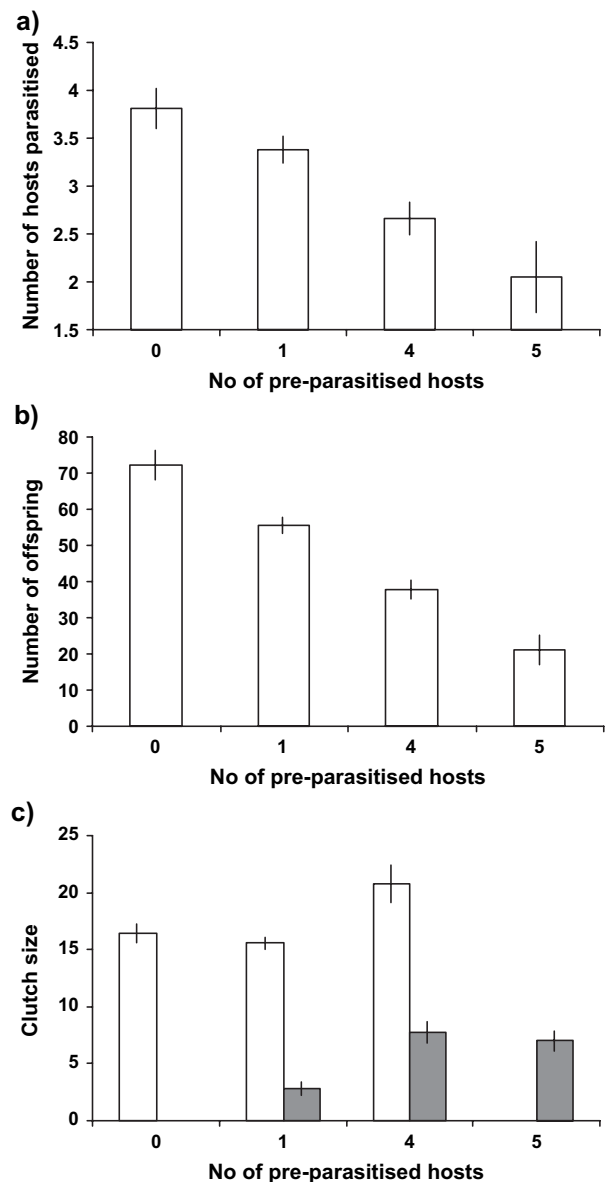 a)
Number of hosts parasitised
4.5
4
3.5
3
2.5
2
1.5
0 1 4 5
No of pre-parasitised hosts
b)
Number of offspring
80
70
60
50
40
30
20
10
0
0 1 4 5
No of pre-parasitised hosts
c)
Clutch size
25
20
15
10
5
0
0 1 4 5
No of pre-parasitised hosts